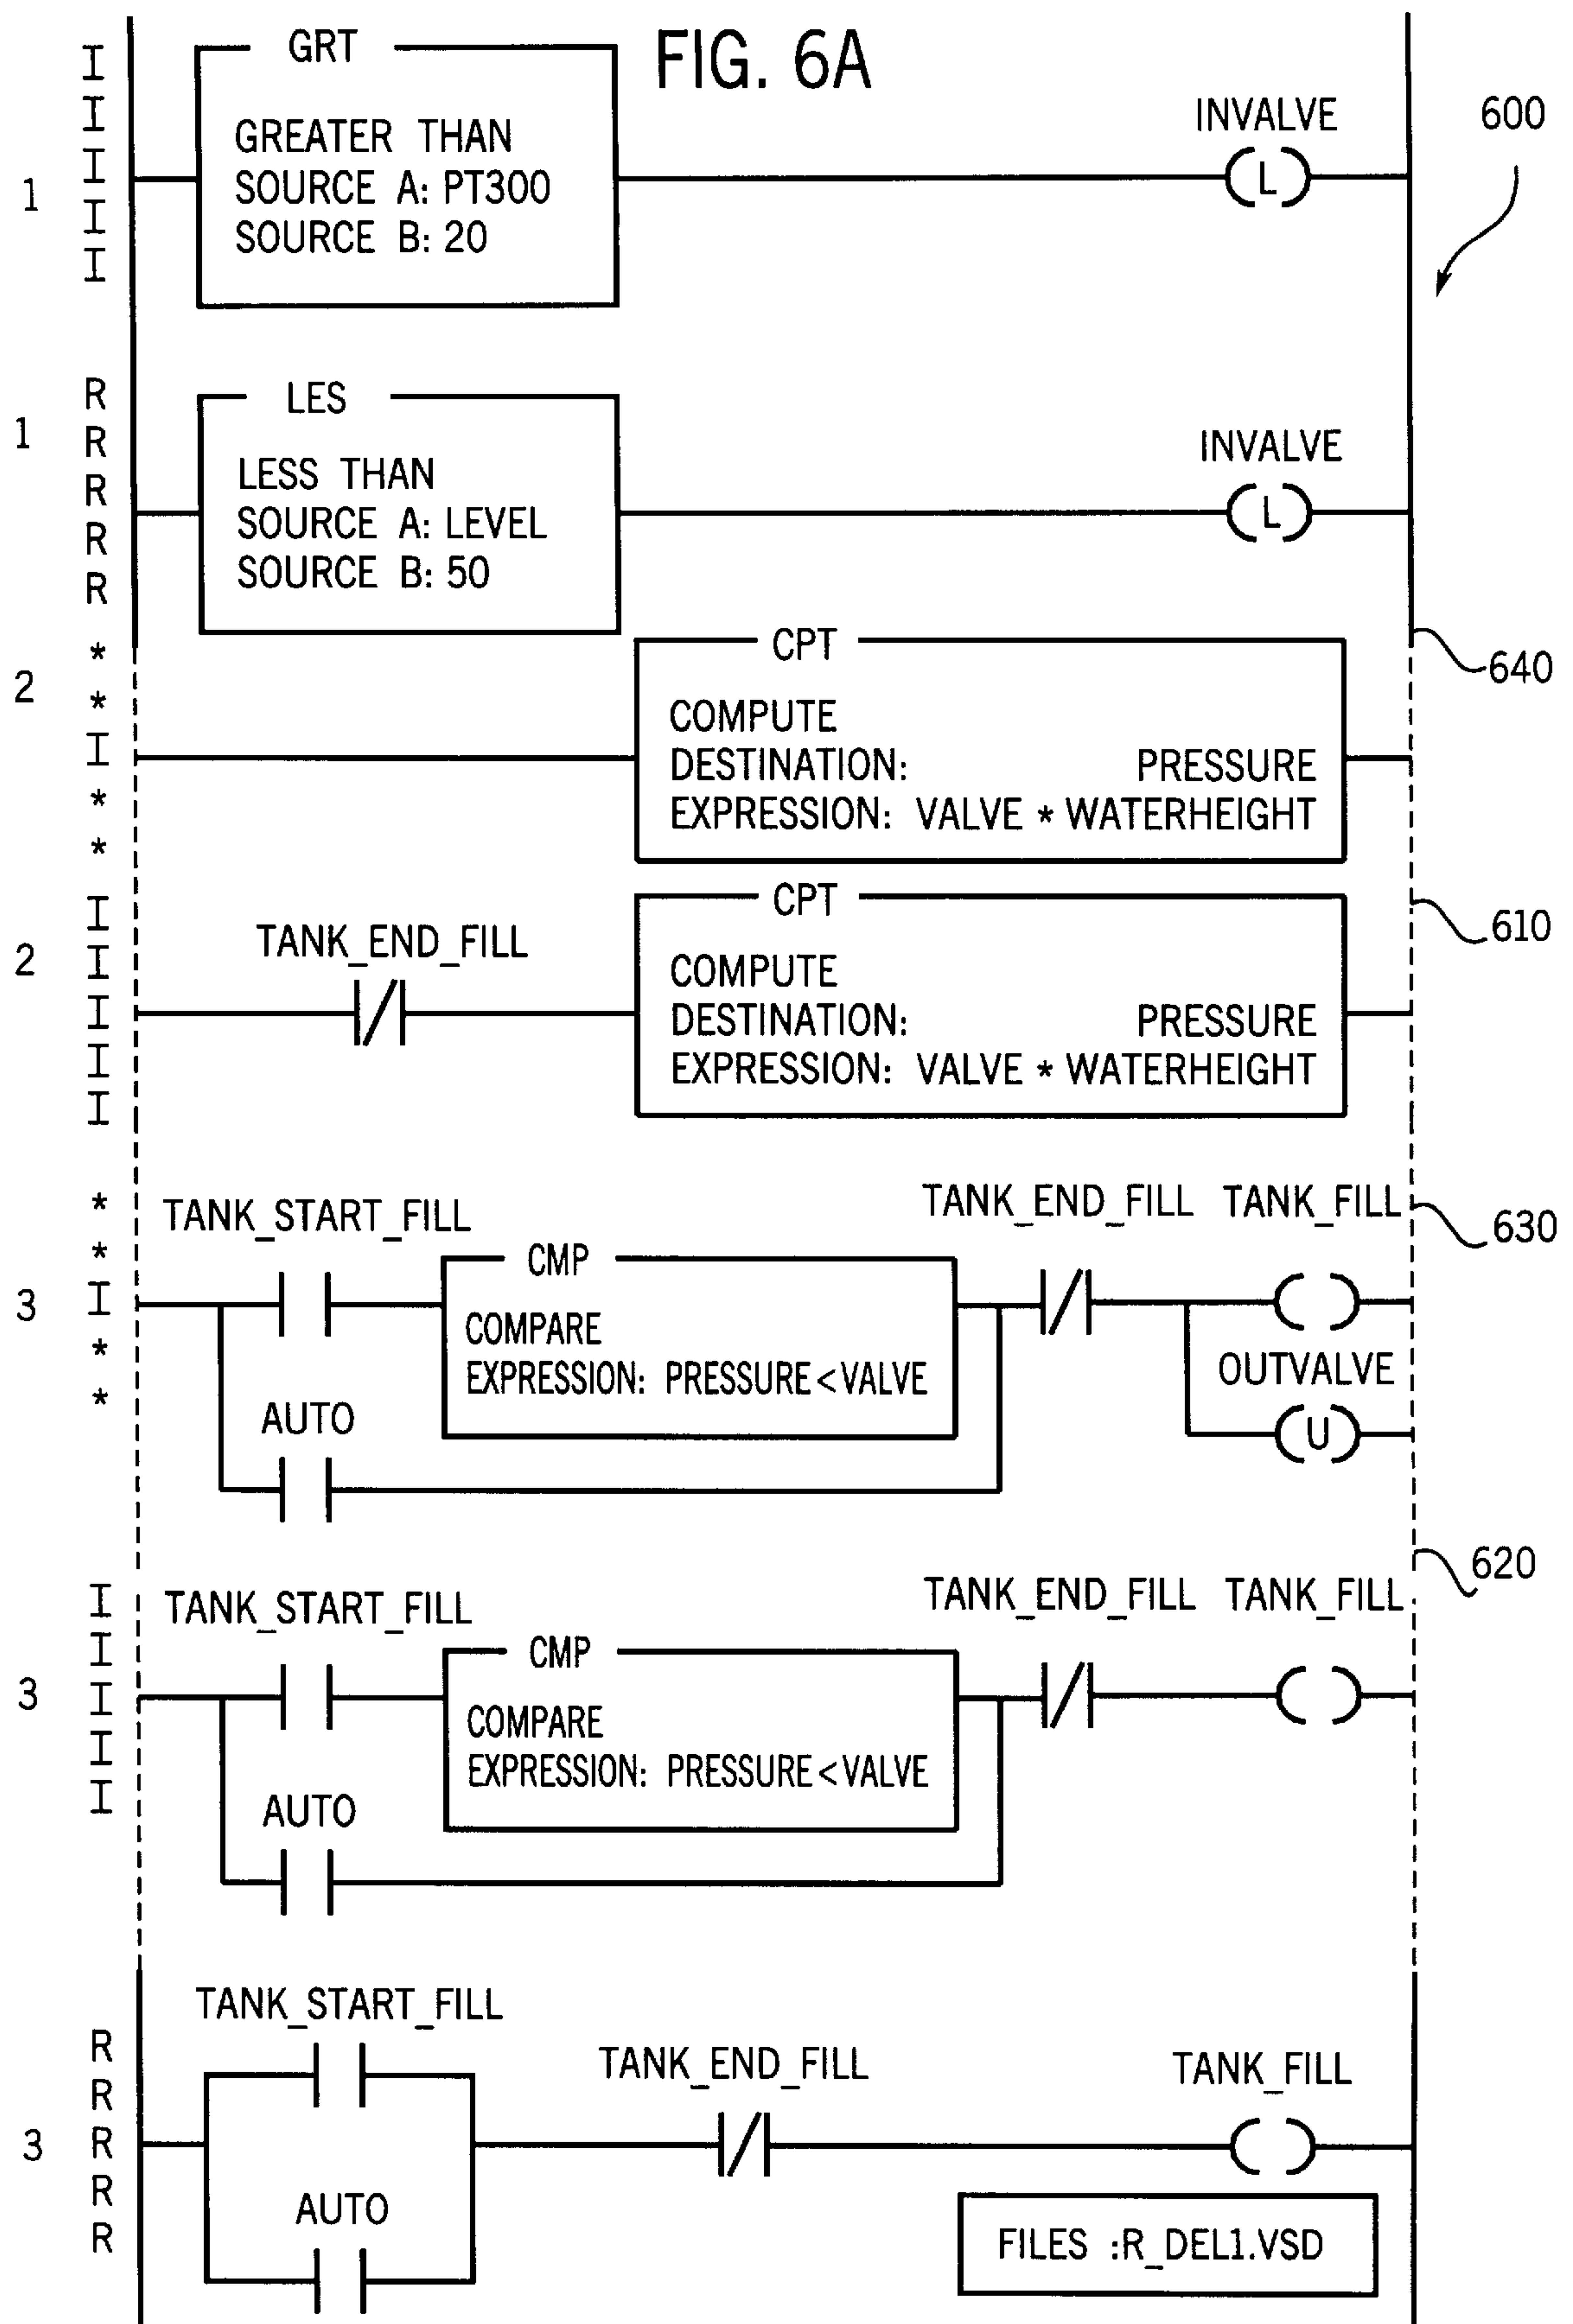 FIG. 6A
600
1
I
I
I
I
I
GRT
GREATER THAN
SOURCE A: PT300
SOURCE B: 20
INVALVE
L
1
R
R
R
R
R
LES
LESS THAN
SOURCE A: LEVEL
SOURCE B: 50
INVALVE
L
640
2
*
*
I
*
*
CPT
COMPUTE
DESTINATION: PRESSURE
EXPRESSION: VALVE * WATERHEIGHT
610
2
I
I
I
I
I
TANK_END_FILL
CPT
COMPUTE
DESTINATION: PRESSURE
EXPRESSION: VALVE * WATERHEIGHT
630
3
*
*
I
*
*
TANK_START_FILL
CMP
COMPARE
EXPRESSION: PRESSURE<VALVE
AUTO
TANK_END_FILL TANK_FILL
OUTVALVE
U
620
3
I
I
I
I
I
TANK_START_FILL
CMP
COMPARE
EXPRESSION: PRESSURE<VALVE
AUTO
TANK_END_FILL TANK_FILL
3
R
R
R
R
R
TANK_START_FILL
AUTO
TANK_END_FILL
TANK_FILL
FILES :R_DEL1.VSD